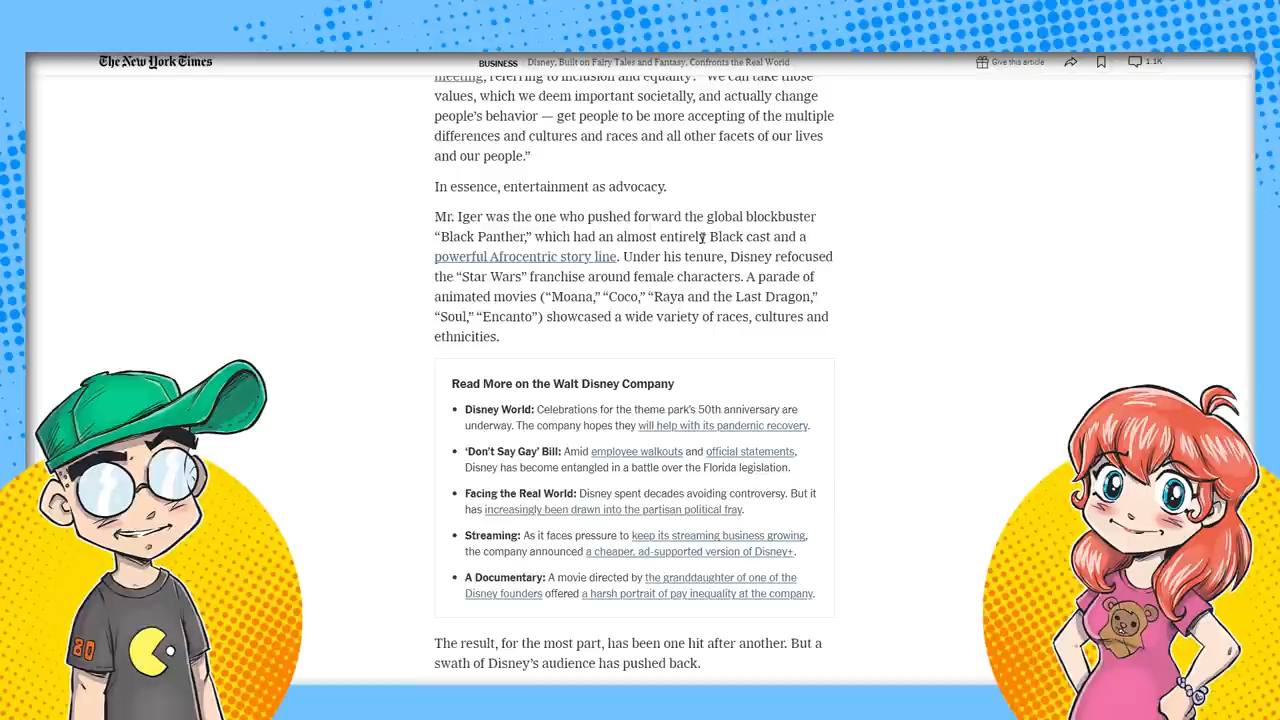 The New York Times
BUSINESS | Disney, Built on Fairy Tales and Fantasy, Confronts the Real World
Give this article
1.1K
meeting, referring to inclusion and equality: “We can take those
values, which we deem important societally, and actually change
people’s behavior — get people to be more accepting of the multiple
differences and cultures and races and all other facets of our lives
and our people.”
In essence, entertainment as advocacy.
Mr. Iger was the one who pushed forward the global blockbuster
“Black Panther,” which had an almost entirely Black cast and a
powerful Afrocentric story line. Under his tenure, Disney refocused
the “Star Wars” franchise around female characters. A parade of
animated movies (“Moana,” “Coco,” “Raya and the Last Dragon,”
“Soul,” “Encanto”) showcased a wide variety of races, cultures and
ethnicities.
Read More on the Walt Disney Company
• Disney World: Celebrations for the theme park’s 50th anniversary are
underway. The company hopes they will help with its pandemic recovery.
• ‘Don’t Say Gay’ Bill: Amid employee walkouts and official statements,
Disney has become entangled in a battle over the Florida legislation.
• Facing the Real World: Disney spent decades avoiding controversy. But it
has increasingly been drawn into the partisan political fray.
• Streaming: As it faces pressure to keep its streaming business growing,
the company announced a cheaper, ad-supported version of Disney+.
• A Documentary: A movie directed by the granddaughter of one of the
Disney founders offered a harsh portrait of pay inequality at the company.
The result, for the most part, has been one hit after another. But a
swath of Disney’s audience has pushed back.
80